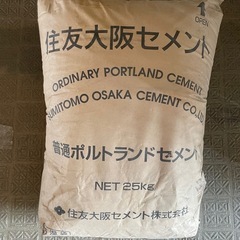 1
OPEN
住友大阪セメント
ORDINARY PORTLAND CEMENT
SUMITOMO OSAKA CEMENT CO.,LTD.
普通ポルトランドセメント
NET 25kg
住友大阪セメント株式会社